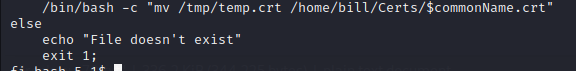 /bin/bash -c "mv /tmp/temp.crt /home/bill/Certs/$commonName.crt"
else
echo "File doesn't exist"
exit 1;
fi bash-5.1$